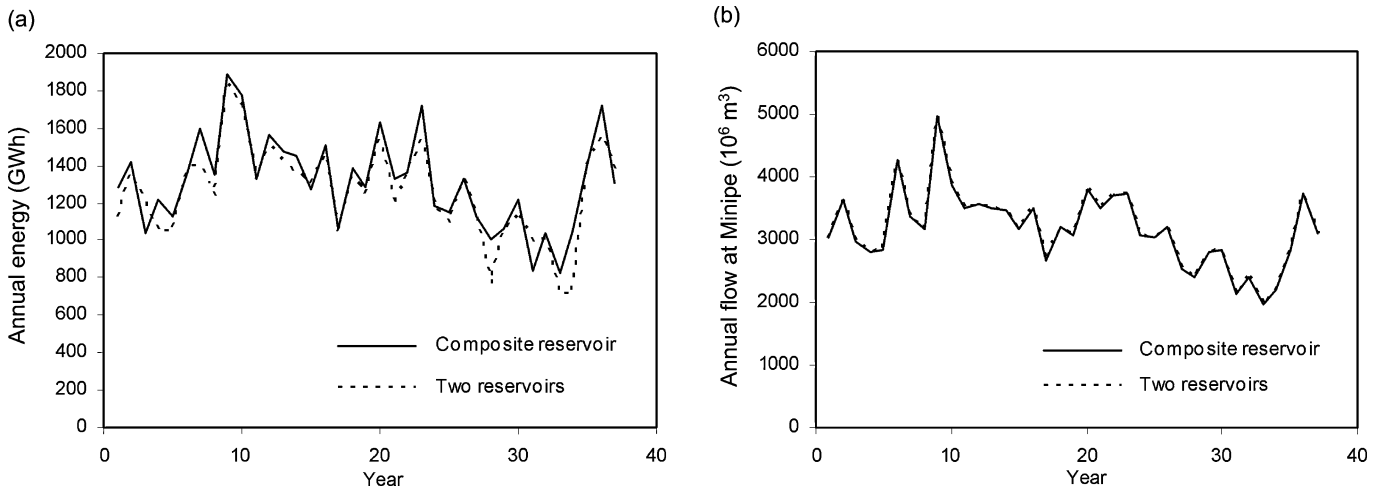 (a)
Annual energy (GWh)
2000
1800
1600
1400
1200
1000
800
600
400
200
0
Composite reservoir
Two reservoirs
0 10 20 30 40
Year
(b)
Annual flow at Minipe (10⁶ m³)
6000
5000
4000
3000
2000
1000
0
Composite reservoir
Two reservoirs
0 10 20 30 40
Year